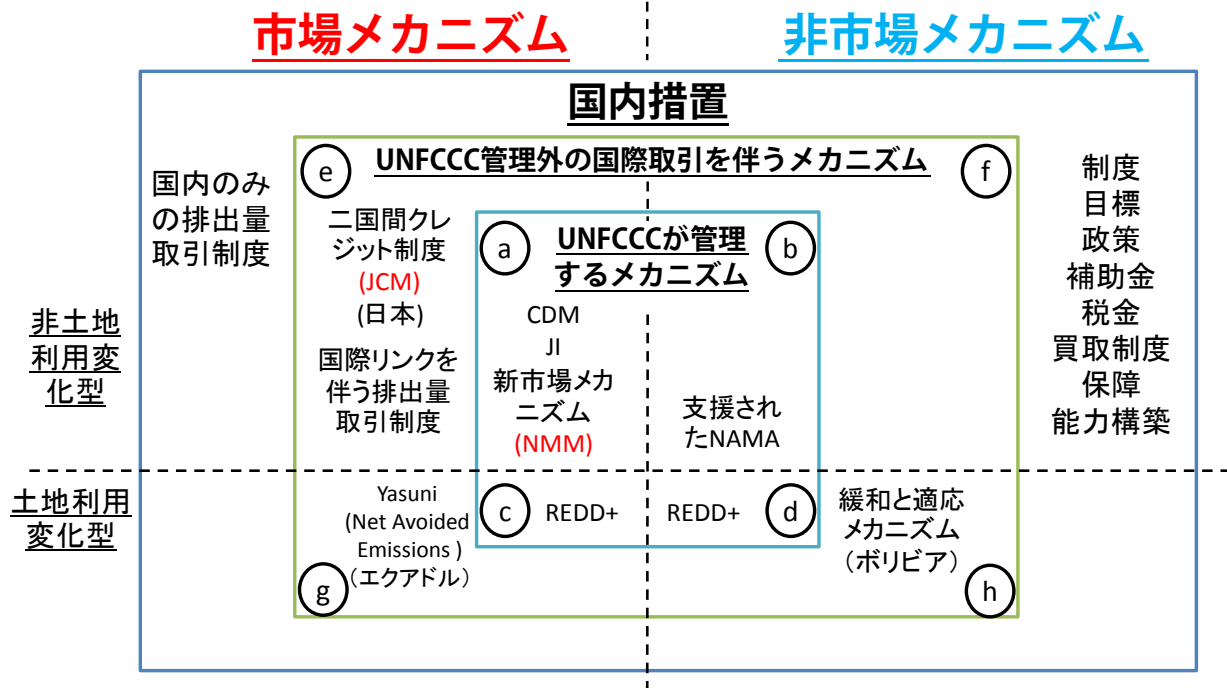 市場メカニズム
非市場メカニズム
国内措置
UNFCCC管理外の国際取引を伴うメカニズム
e
f
国内のみ
の排出量
取引制度
二国間クレ
ジット制度
(JCM)
(日本)
国際リンクを
伴う排出量
取引制度
a
b
UNFCCCが管理
するメカニズム
CDM
JI
新市場メカ
ニズム
(NMM)
支援され
たNAMA
制度
目標
政策
補助金
税金
買取制度
保障
能力構築
非土地
利用変
化型
土地利用
変化型
Yasuni
(Net Avoided
Emissions )
（エクアドル）
g
c
REDD+
REDD+
d
緩和と適応
メカニズム
（ボリビア）
h